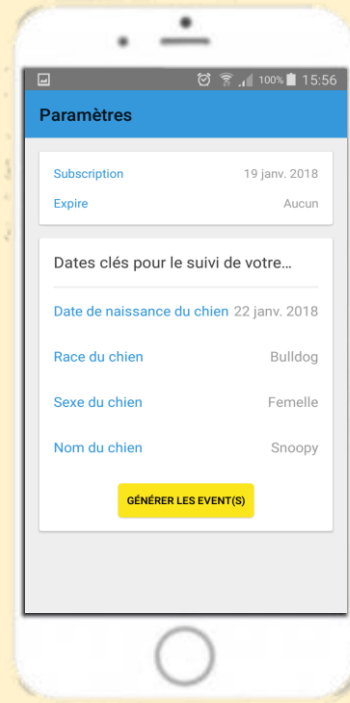 100% 15:56
Paramètres
Subscription 19 janv. 2018
Expire Aucun
Dates clés pour le suivi de votre...
Date de naissance du chien 22 janv. 2018
Race du chien Bulldog
Sexe du chien Femelle
Nom du chien Snoopy
GÉNÉRER LES EVENT(S)